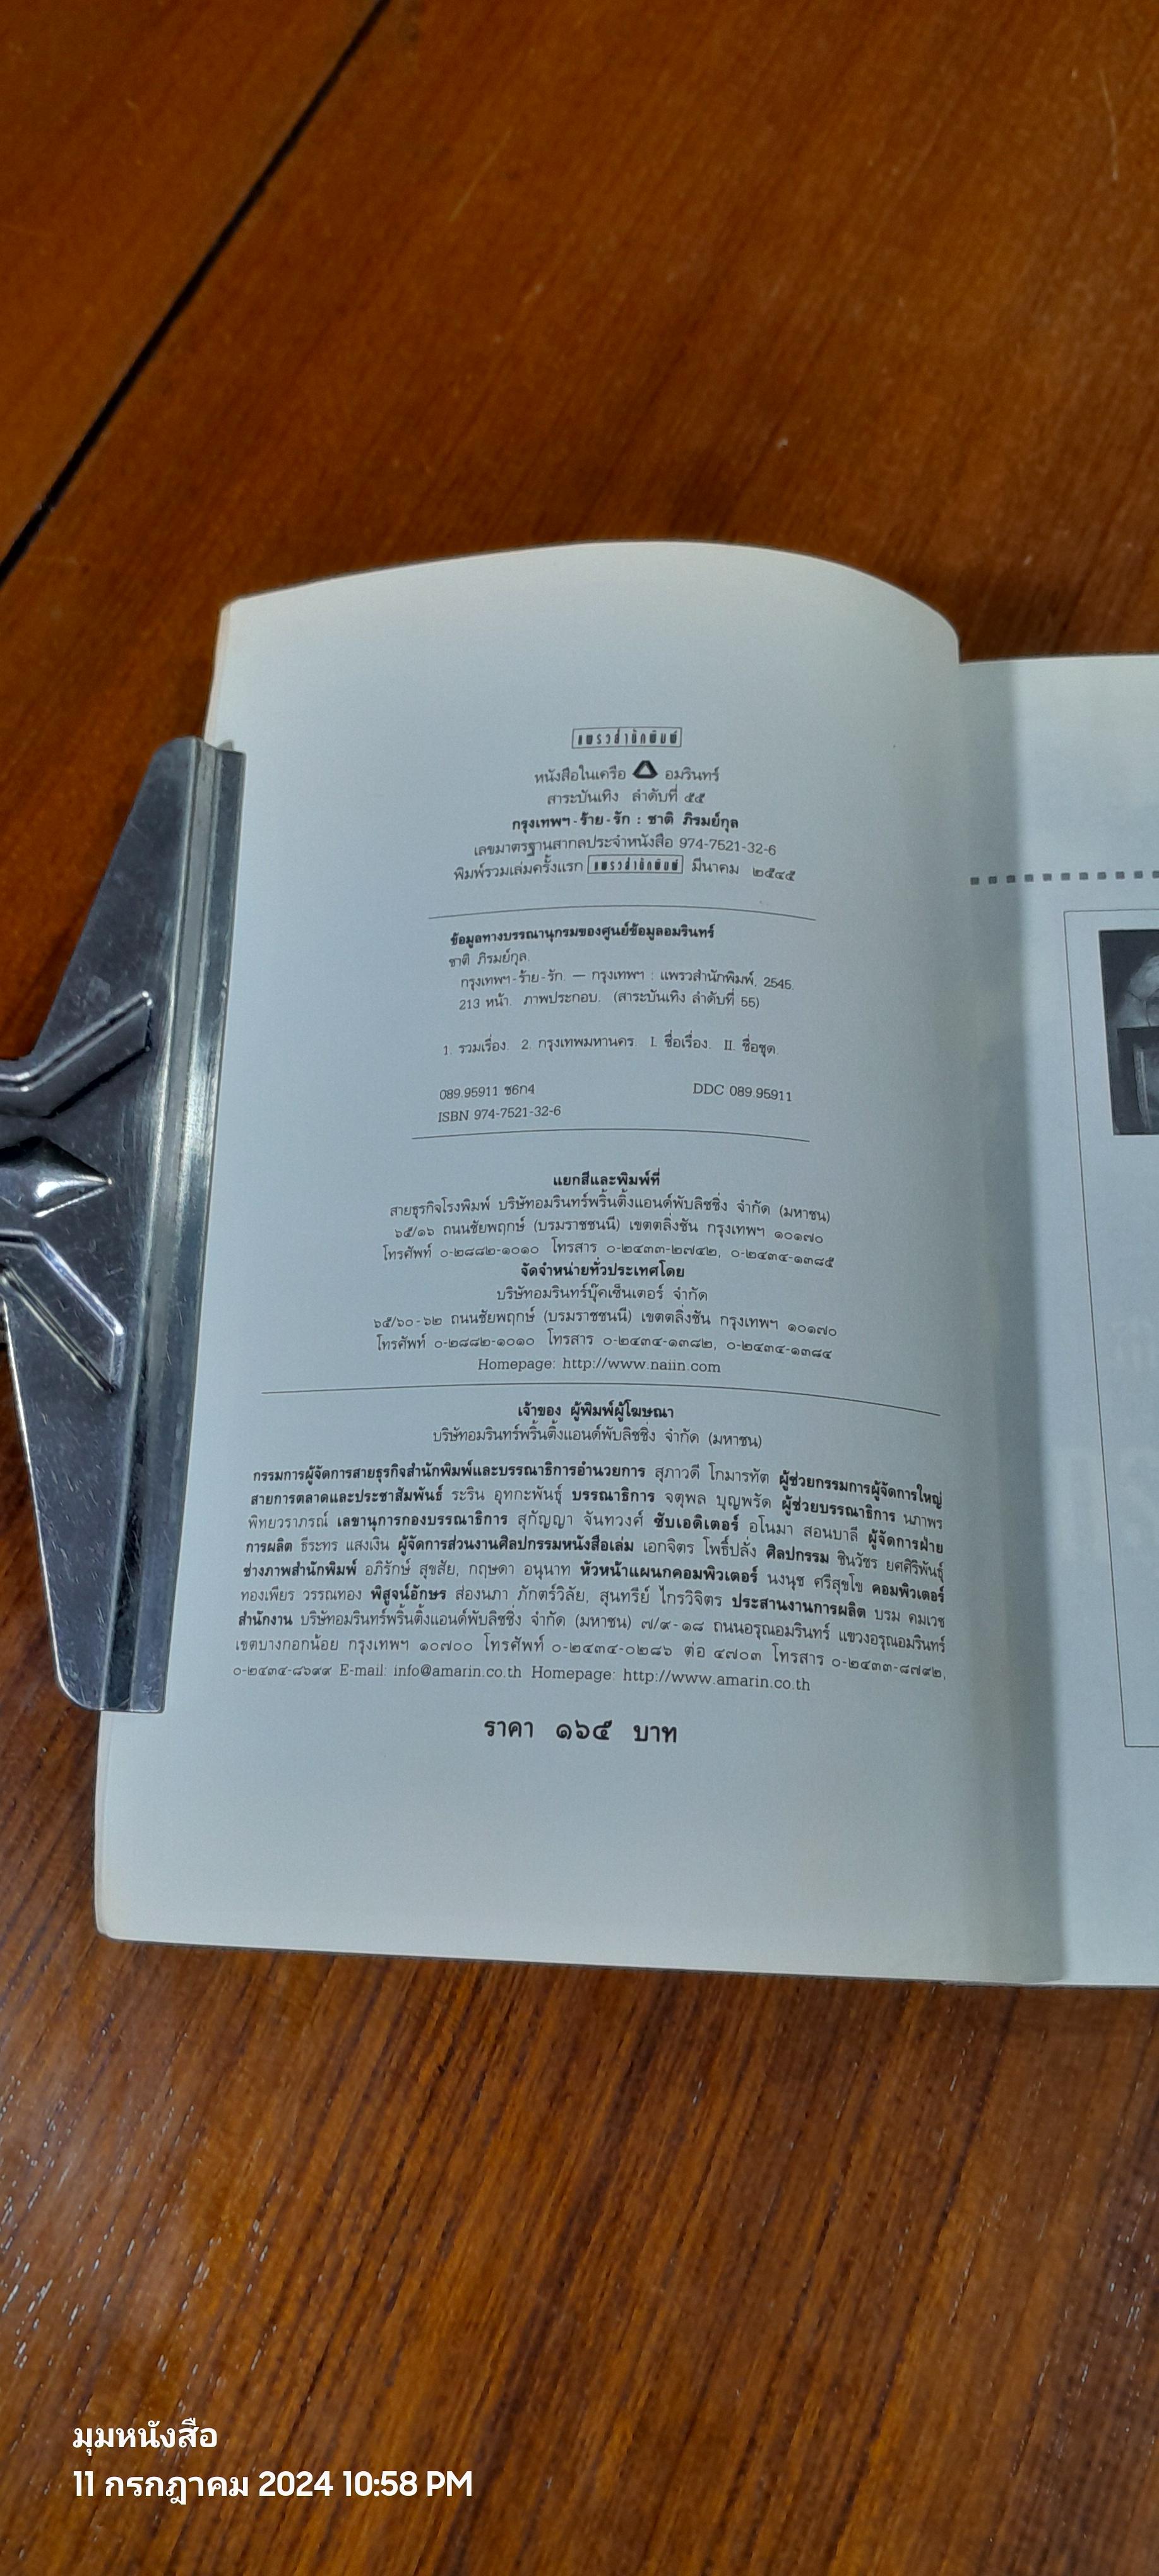 แพรวสำนักพิมพ์
หนังสือในเครือ อมรินทร์
สาระบันเทิง ลำดับที่ ๕๕
กรุงเทพฯ-ร้าย-รัก : ชาติ ภิรมย์กุล
เลขมาตรฐานสากลประจำหนังสือ 974-7521-32-6
พิมพ์รวมเล่มครั้งแรก แพรวสำนักพิมพ์ มีนาคม ๒๕๔๕
ข้อมูลทางบรรณานุกรมของศูนย์ข้อมูลอมรินทร์
ชาติ ภิรมย์กุล.
กรุงเทพฯ-ร้าย-รัก. — กรุงเทพฯ : แพรวสำนักพิมพ์, 2545.
213 หน้า. ภาพประกอบ. (สาระบันเทิง ลำดับที่ 55)
1. รวมเรื่อง. 2. กรุงเทพมหานคร. I. ชื่อเรื่อง. II. ชื่อชุด.
089.95911 ช6ก4 DDC 089.95911
ISBN 974-7521-32-6
แยกสีและพิมพ์ที่
สายธุรกิจโรงพิมพ์ บริษัทอมรินทร์พริ้นติ้งแอนด์พับลิชชิ่ง จำกัด (มหาชน)
๖๕/๑๖ ถนนชัยพฤกษ์ (บรมราชชนนี) เขตตลิ่งชัน กรุงเทพฯ ๑๐๑๗๐
โทรศัพท์ ๐-๒๘๘๒-๑๐๑๐ โทรสาร ๐-๒๔๓๓-๒๗๔๒, ๐-๒๔๓๔-๑๓๘๕
จัดจำหน่ายทั่วประเทศโดย
บริษัทอมรินทร์บุ๊คเซ็นเตอร์ จำกัด
๖๕/๖๐-๖๒ ถนนชัยพฤกษ์ (บรมราชชนนี) เขตตลิ่งชัน กรุงเทพฯ ๑๐๑๗๐
โทรศัพท์ ๐-๒๘๘๒-๑๐๑๐ โทรสาร ๐-๒๔๓๔-๑๓๘๒, ๐-๒๔๓๔-๑๓๘๔
Homepage: http://www.naiin.com
เจ้าของ ผู้พิมพ์ผู้โฆษณา
บริษัทอมรินทร์พริ้นติ้งแอนด์พับลิชชิ่ง จำกัด (มหาชน)
กรรมการผู้จัดการสายธุรกิจสำนักพิมพ์และบรรณาธิการอำนวยการ สุภาวดี โกมารทัต ผู้ช่วยกรรมการผู้จัดการใหญ่
สายการตลาดและประชาสัมพันธ์ ระริน อุทกะพันธุ์ บรรณาธิการ จตุพล บุญพรัด ผู้ช่วยบรรณาธิการ นภาพร
พิทยวราภรณ์ เลขานุการกองบรรณาธิการ สุกัญญา จันทวงศ์ ซับเอดิเตอร์ อโนมา สอนบาลี ผู้จัดการฝ่าย
การผลิต ธีระทร แสงเงิน ผู้จัดการส่วนงานศิลปกรรมหนังสือเล่ม เอกจิตร โพธิ์ปลั่ง ศิลปกรรม ชินวัชร ยศศิริพันธุ์
ช่างภาพสำนักพิมพ์ อภิรักษ์ สุขสัย, กฤษดา อนุนาท หัวหน้าแผนกคอมพิวเตอร์ นงนุช ศรีสุขโข คอมพิวเตอร์
ทองเพียร วรรณทอง พิสูจน์อักษร ส่องนภา ภักตร์วิลัย, สุนทรีย์ ไกรวิจิตร ประสานงานการผลิต บรม คมเวช
สำนักงาน บริษัทอมรินทร์พริ้นติ้งแอนด์พับลิชชิ่ง จำกัด (มหาชน) ๗/๙-๑๘ ถนนอรุณอมรินทร์ แขวงอรุณอมรินทร์
เขตบางกอกน้อย กรุงเทพฯ ๑๐๗๐๐ โทรศัพท์ ๐-๒๔๓๔-๐๒๘๖ ต่อ ๔๗๐๓ โทรสาร ๐-๒๔๓๓-๘๗๙๒,
๐-๒๔๓๔-๘๖๙๙ E-mail: info@amarin.co.th Homepage: http://www.amarin.co.th
ราคา ๑๖๕ บาท
มุมหนังสือ
11 กรกฎาคม 2024 10:58 PM